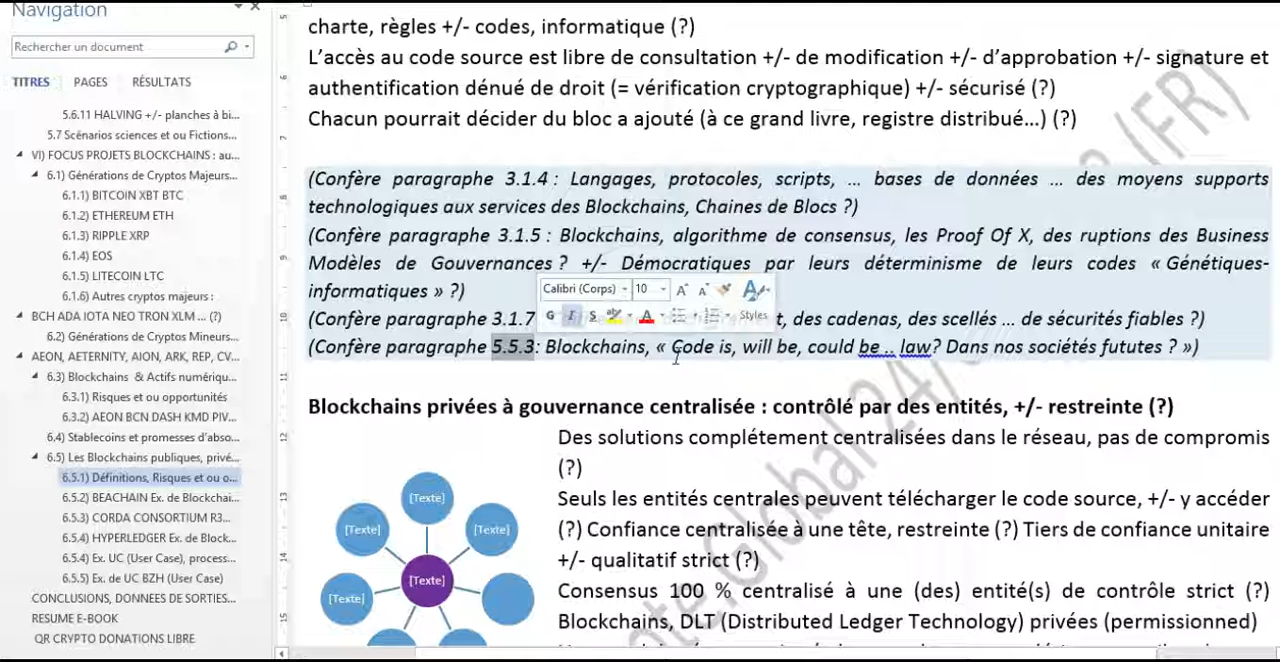 Navigation
Rechercher un document
TITRES PAGES RÉSULTATS
5.6.11 HALVING +/- planches à bi...
5.7 Scénarios sciences et ou Fictions...
VI) FOCUS PROJETS BLOCKCHAINS : au...
6.1) Générations de Cryptos Majeurs...
6.1.1) BITCOIN XBT BTC
6.1.2) ETHEREUM ETH
6.1.3) RIPPLE XRP
6.1.4) EOS
6.1.5) LITECOIN LTC
6.1.6) Autres cryptos majeurs :
BCH ADA IOTA NEO TRON XLM ... (?)
6.2) Générations de Cryptos Mineurs...
AEON, AETERNITY, AION, ARK, REP, CV...
6.3) Blockchains & Actifs numériqu...
6.3.1) Risques et ou opportunités
6.3.2) AEON BCN DASH KMD PIV...
6.4) Stablecoins et promesses d'abso...
6.5) Les Blockchains publiques, privé...
6.5.1) Définitions, Risques et ou o...
6.5.2) BEACHAIN Ex. de Blockchai...
6.5.3) CORDA CONSORTIUM R3...
6.5.4) HYPERLEDGER Ex. de Block...
6.5.4) Ex. UC (User Case), process...
6.5.5) Ex. de UC BZH (User Case)
CONCLUSIONS, DONNEES DE SORTIES...
RESUME E-BOOK
QR CRYPTO DONATIONS LIBRE
charte, règles +/- codes, informatique (?)
L'accès au code source est libre de consultation +/- de modification +/- d'approbation +/- signature et
authentification dénué de droit (= vérification cryptographique) +/- sécurisé (?)
Chacun pourrait décider du bloc a ajouté (à ce grand livre, registre distribué...) (?)
(Confère paragraphe 3.1.4 : Langages, protocoles, scripts, ... bases de données ... des moyens supports
technologiques aux services des Blockchains, Chaines de Blocs ?)
(Confère paragraphe 3.1.5 : Blockchains, algorithme de consensus, les Proof Of X, des ruptions des Business
Modèles de Gouvernances ? +/- Démocratiques par leurs déterminisme de leurs codes « Génétiques-
informatiques » ?)
Calibri (Corps) 10
G I S Styles
(Confère paragraphe 3.1.7 t, des cadenas, des scellés ... de sécurités fiables ?)
(Confère paragraphe 5.5.3: Blockchains, « Code is, will be, could be .. law? Dans nos sociétés fututes ? »)
Blockchains privées à gouvernance centralisée : contrôlé par des entités, +/- restreinte (?)
Des solutions complétement centralisées dans le réseau, pas de compromis
(?)
Seuls les entités centrales peuvent télécharger le code source, +/- y accéder
(?) Confiance centralisée à une tête, restreinte (?) Tiers de confiance unitaire
+/- qualitatif strict (?)
Consensus 100 % centralisé à une (des) entité(s) de contrôle strict (?)
Blockchains, DLT (Distributed Ledger Technology) privées (permissionned)
[Texte]
[Texte]
[Texte]
[Texte]
[Texte]